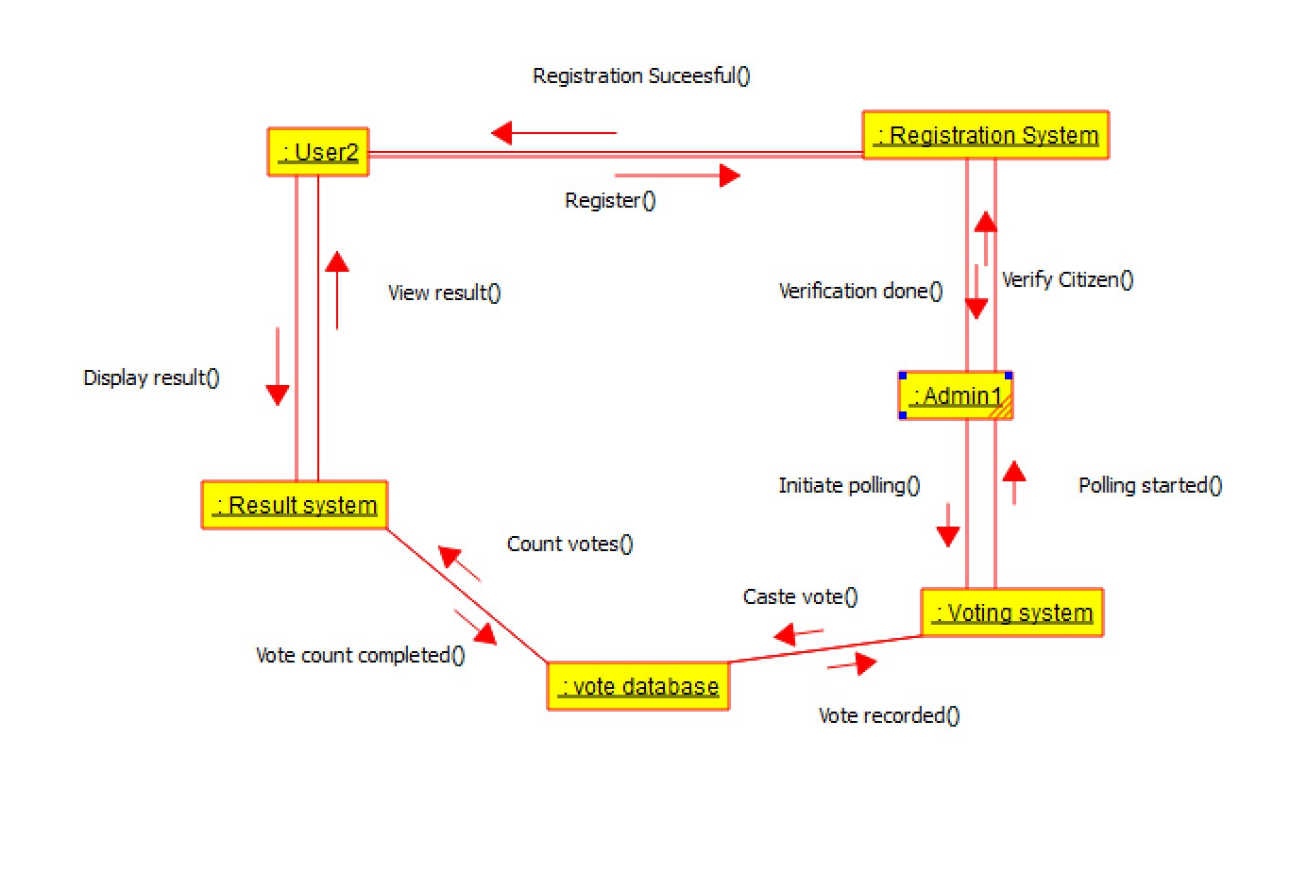 Registration Suceesful()
: User2
: Registration System
Register()
View result()
Verification done()
Verify Citizen()
Display result()
: Admin1
Initiate polling()
Polling started()
: Result system
Count votes()
Caste vote()
: Voting system
Vote count completed()
: vote database
Vote recorded()